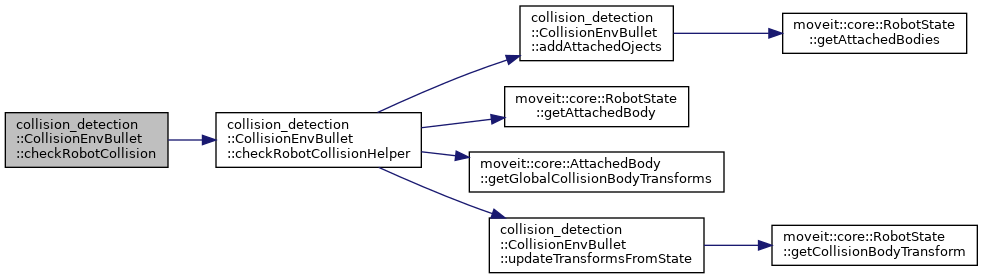 collision_detection
::CollisionEnvBullet
::checkRobotCollision
collision_detection
::CollisionEnvBullet
::checkRobotCollisionHelper
collision_detection
::CollisionEnvBullet
::addAttachedOjects
moveit::core::RobotState
::getAttachedBodies
moveit::core::RobotState
::getAttachedBody
moveit::core::AttachedBody
::getGlobalCollisionBodyTransforms
collision_detection
::CollisionEnvBullet
::updateTransformsFromState
moveit::core::RobotState
::getCollisionBodyTransform